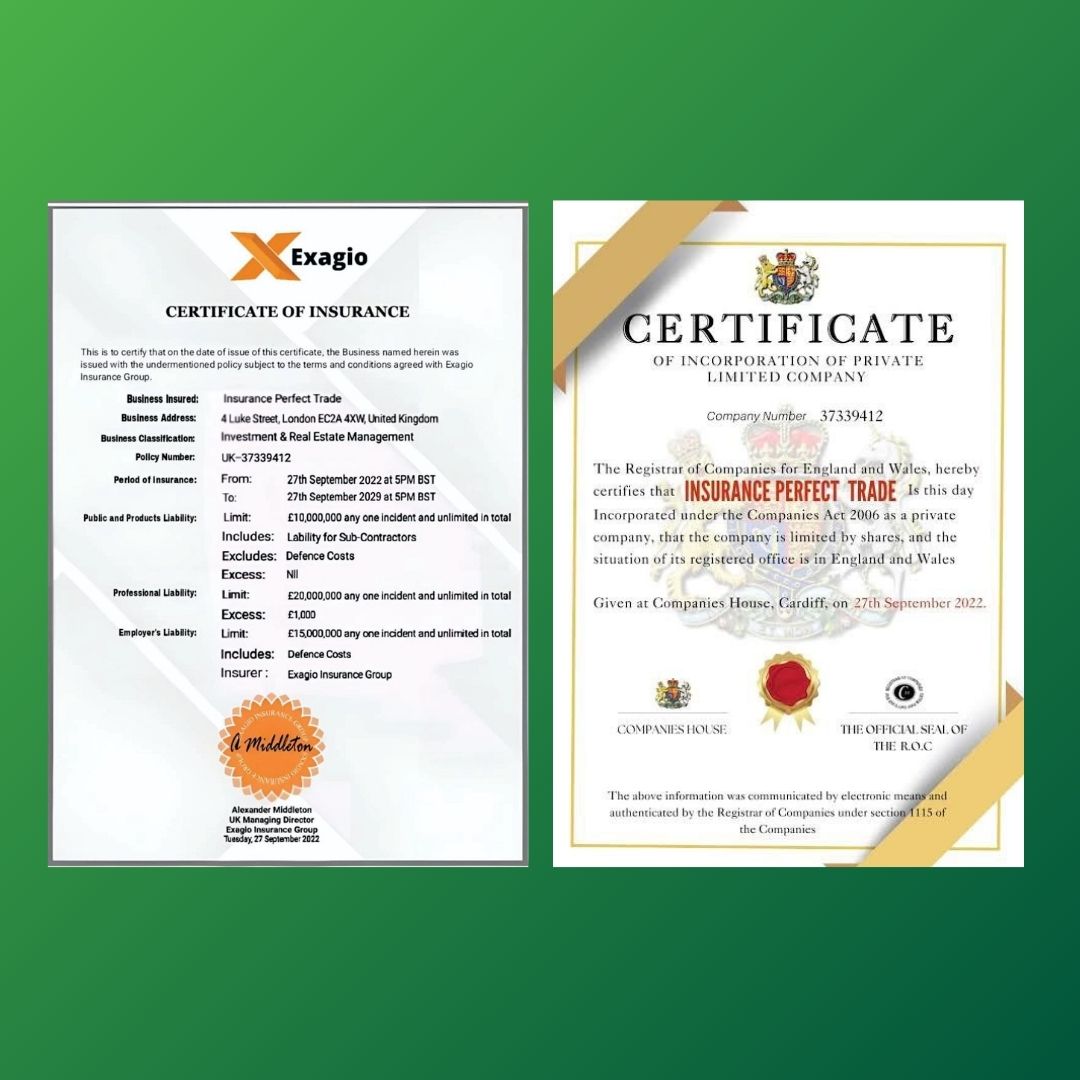 Exagio
CERTIFICATE OF INSURANCE
This is to certify that on the date of issue of this certificate, the Business named herein was
issued with the undermentioned policy subject to the terms and conditions agreed with Exagio
Insurance Group.
Business Insured: Insurance Perfect Trade
Business Address: 4 Luke Street, London EC2A 4XW, United Kingdom
Business Classification: Investment & Real Estate Management
Policy Number: UK-37339412
Period of Insurance: From: 27th September 2022 at 5PM BST
To: 27th September 2029 at 5PM BST
Public and Products Liability: Limit: £10,000,000 any one incident and unlimited in total
Includes: Lability for Sub-Contractors
Excludes: Defence Costs
Excess: Nil
Professional Liability: Limit: £20,000,000 any one incident and unlimited in total
Excess: £1,000
Employer's Liability: Limit: £15,000,000 any one incident and unlimited in total
Includes: Defence Costs
Insurer : Exagio Insurance Group
A Middleton
Alexander Middleton
UK Managing Director
Exagio Insurance Group
Tuesday, 27 September 2022
CERTIFICATE
OF INCORPORATION OF PRIVATE
LIMITED COMPANY
Company Number 37339412
The Registrar of Companies for England and Wales, hereby
certifies that INSURANCE PERFECT TRADE Is this day
Incorporated under the Companies Act 2006 as a private
company, that the company is limited by shares, and the
situation of its registered office is in England and Wales
Given at Companies House, Cardiff, on 27th September 2022.
COMPANIES HOUSE
THE OFFICIAL SEAL OF
THE R.O.C
The above information was communicated by electronic means and
authenticated by the Registrar of Companies under section 1115 of
the Companies